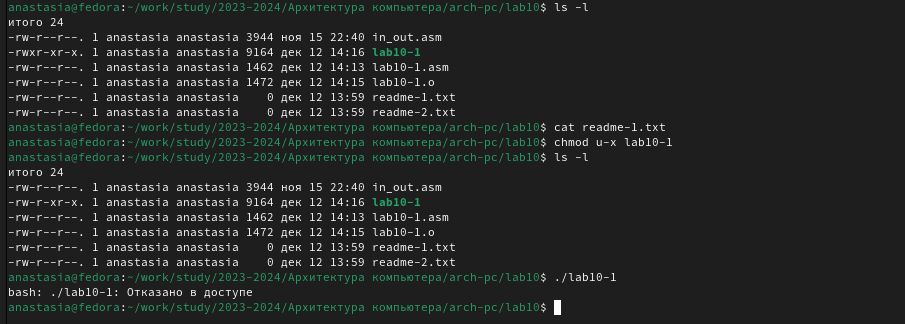 anastasia@fedora:~/work/study/2023-2024/Архитектура компьютера/arch-pc/lab10$ ls -l
итого 24
-rw-r--r--. 1 anastasia anastasia 3944 ноя 15 22:40 in_out.asm
-rwxr-xr-x. 1 anastasia anastasia 9164 дек 12 14:16 lab10-1
-rw-r--r--. 1 anastasia anastasia 1462 дек 12 14:13 lab10-1.asm
-rw-r--r--. 1 anastasia anastasia 1472 дек 12 14:15 lab10-1.o
-rw-r--r--. 1 anastasia anastasia    0 дек 12 13:59 readme-1.txt
-rw-r--r--. 1 anastasia anastasia    0 дек 12 13:59 readme-2.txt
anastasia@fedora:~/work/study/2023-2024/Архитектура компьютера/arch-pc/lab10$ cat readme-1.txt
anastasia@fedora:~/work/study/2023-2024/Архитектура компьютера/arch-pc/lab10$ chmod u-x lab10-1
anastasia@fedora:~/work/study/2023-2024/Архитектура компьютера/arch-pc/lab10$ ls -l
итого 24
-rw-r--r--. 1 anastasia anastasia 3944 ноя 15 22:40 in_out.asm
-rw-r-xr-x. 1 anastasia anastasia 9164 дек 12 14:16 lab10-1
-rw-r--r--. 1 anastasia anastasia 1462 дек 12 14:13 lab10-1.asm
-rw-r--r--. 1 anastasia anastasia 1472 дек 12 14:15 lab10-1.o
-rw-r--r--. 1 anastasia anastasia    0 дек 12 13:59 readme-1.txt
-rw-r--r--. 1 anastasia anastasia    0 дек 12 13:59 readme-2.txt
anastasia@fedora:~/work/study/2023-2024/Архитектура компьютера/arch-pc/lab10$ ./lab10-1
bash: ./lab10-1: Отказано в доступе
anastasia@fedora:~/work/study/2023-2024/Архитектура компьютера/arch-pc/lab10$